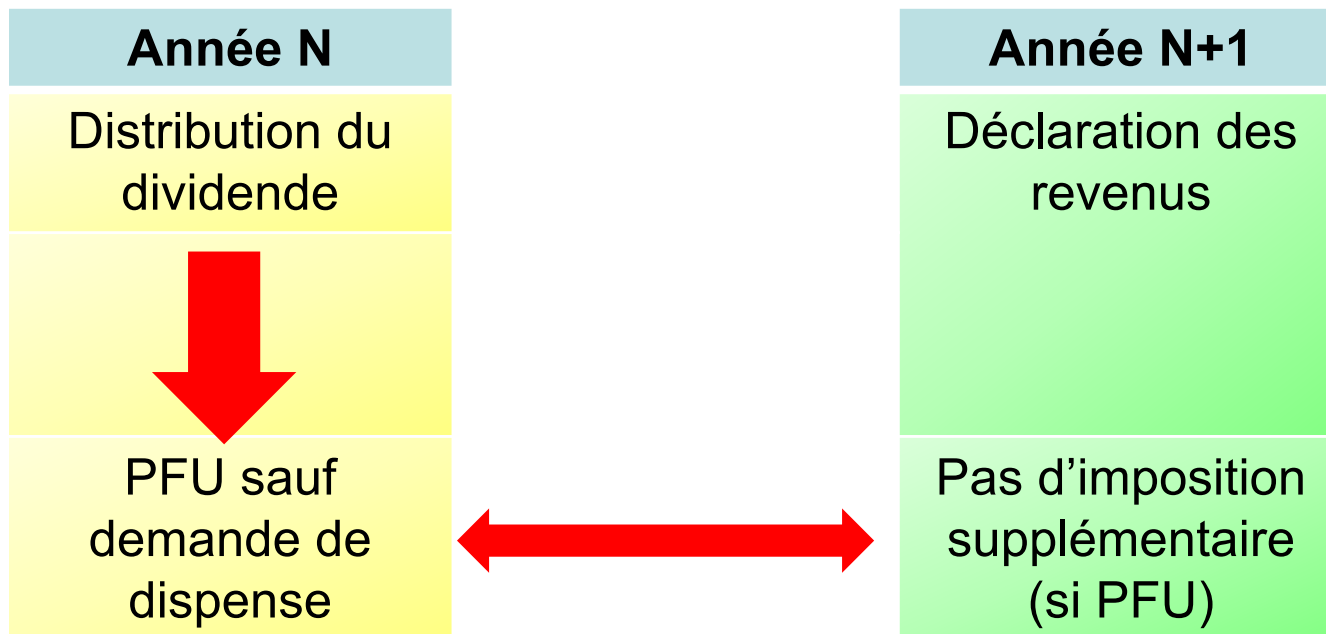 Année N
Distribution du
dividende
PFU sauf
demande de
dispense
Année N+1
Déclaration des
revenus
Pas d’imposition
supplémentaire
(si PFU)